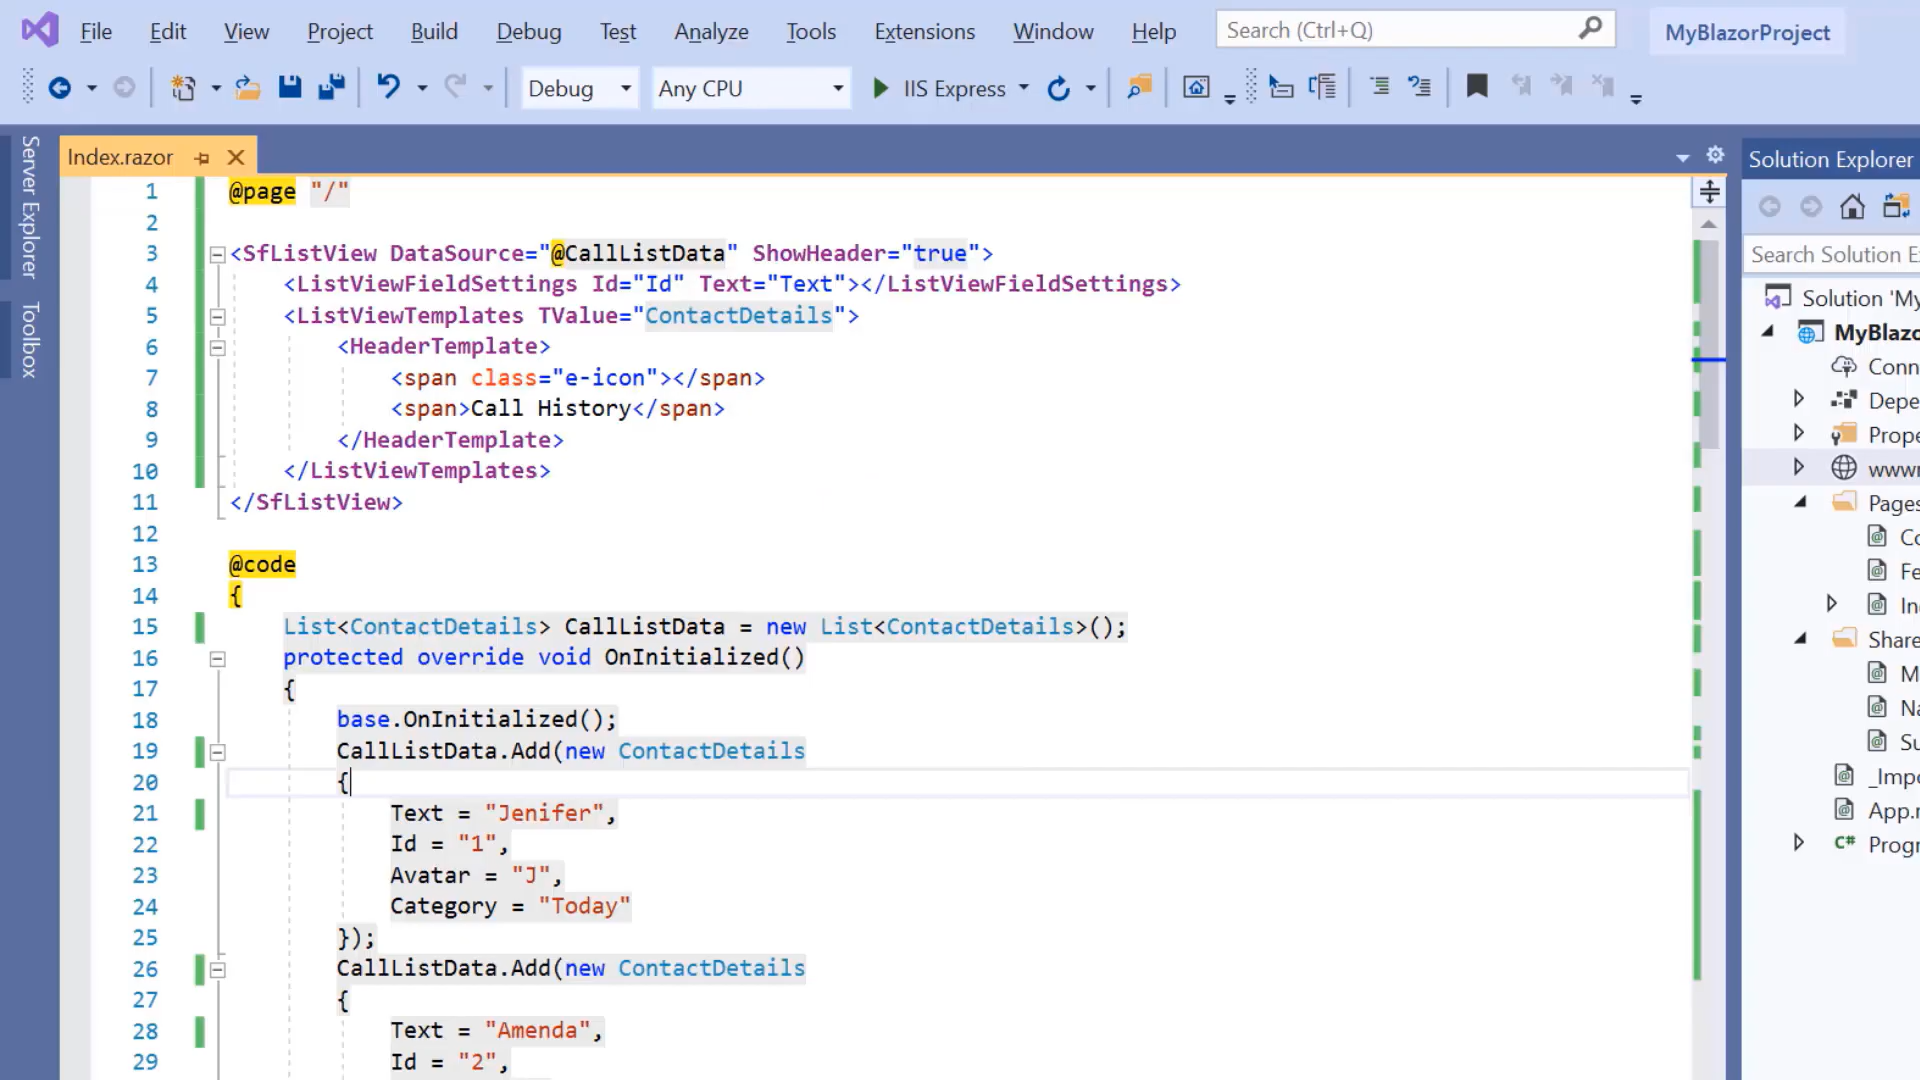 File Edit View Project Build Debug Test Analyze Tools Extensions Window Help Search (Ctrl+Q) MyBlazorProject
Debug Any CPU IIS Express
Server Explorer
Toolbox
Index.razor
1 @page "/"
2
3 <SfListView DataSource="@CallListData" ShowHeader="true">
4 <ListViewFieldSettings Id="Id" Text="Text"></ListViewFieldSettings>
5 <ListViewTemplates TValue="ContactDetails">
6 <HeaderTemplate>
7 <span class="e-icon"></span>
8 <span>Call History</span>
9 </HeaderTemplate>
10 </ListViewTemplates>
11 </SfListView>
12
13 @code
14 {
15 List<ContactDetails> CallListData = new List<ContactDetails>();
16 protected override void OnInitialized()
17 {
18 base.OnInitialized();
19 CallListData.Add(new ContactDetails
20 {
21 Text = "Jenifer",
22 Id = "1",
23 Avatar = "J",
24 Category = "Today"
25 });
26 CallListData.Add(new ContactDetails
27 {
28 Text = "Amenda",
29 Id = "2",
Solution Explorer
Search Solution E
Solution 'My
MyBlazo
Conn
Depe
Prope
wwwr
Pages
Co
Fe
In
Share
M
Na
Su
_Impo
App.r
C# Progr